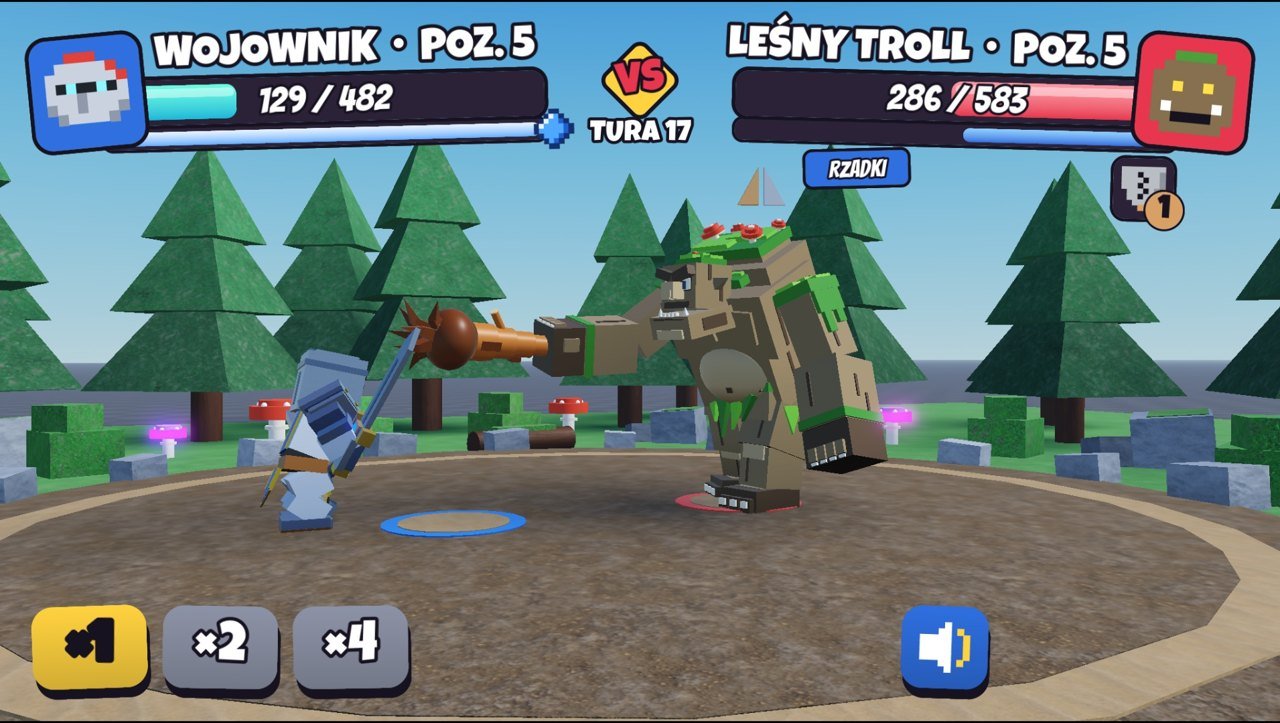 WOJOWNIK • POZ. 5
129 / 482
VS
TURA 17
LEŚNY TROLL • POZ. 5
286 / 583
RZADKI
1
×1
×2
×4